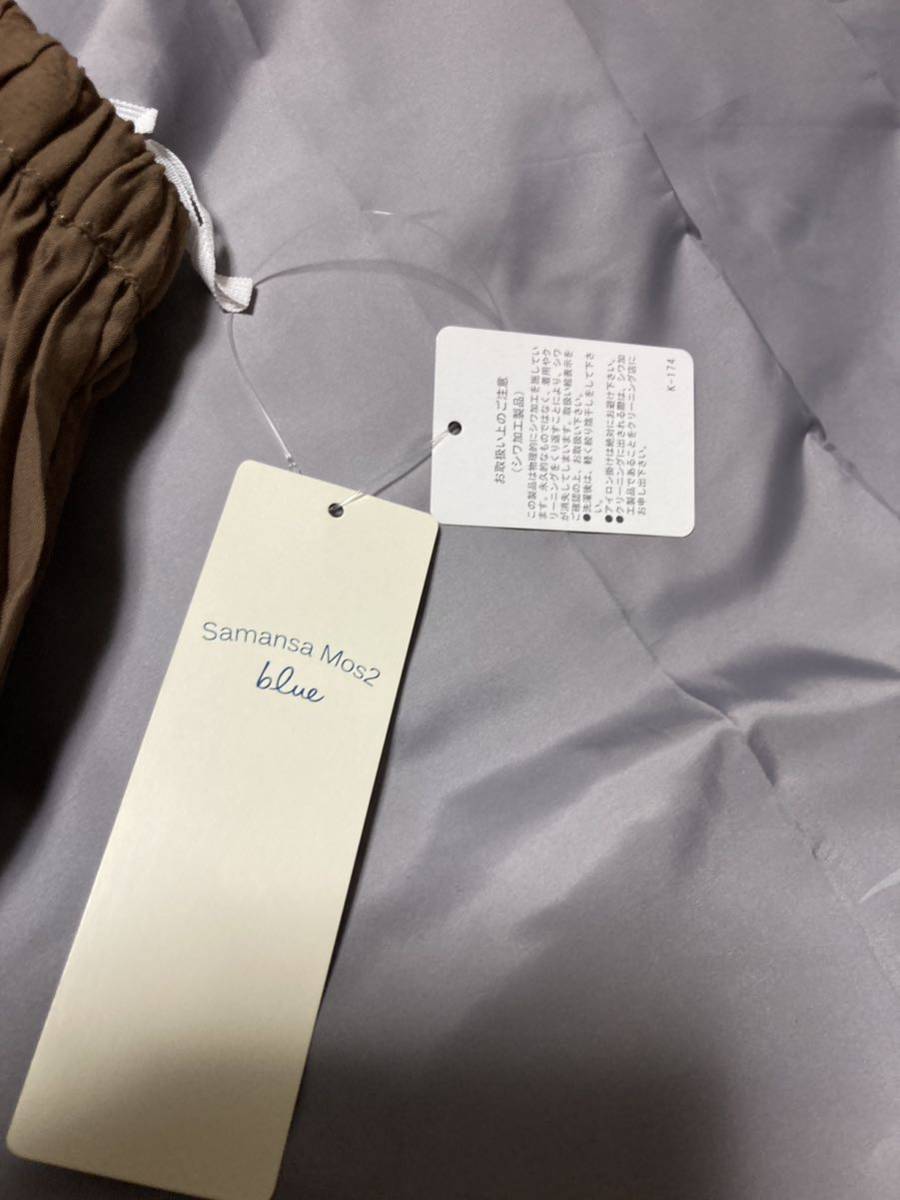 Samansa Mos2
blue
お取扱い上のご注意
(シワ加工製品)
この製品は物理的にシワ加工を施してい
ます。永久的なものではなく、着用やク
リーニングをくり返すことにより、シワ
が消失してしまいます。取扱い絵表示を
ご確認の上、お取扱い下さい。
●洗濯後は、軽く絞り陰干しをして下さ
い。
●アイロン掛けは絶対にお避け下さい。
●クリーニングに出される際は、シワ加
工製品であることをクリーニング店に
お申し出下さい。
K-174